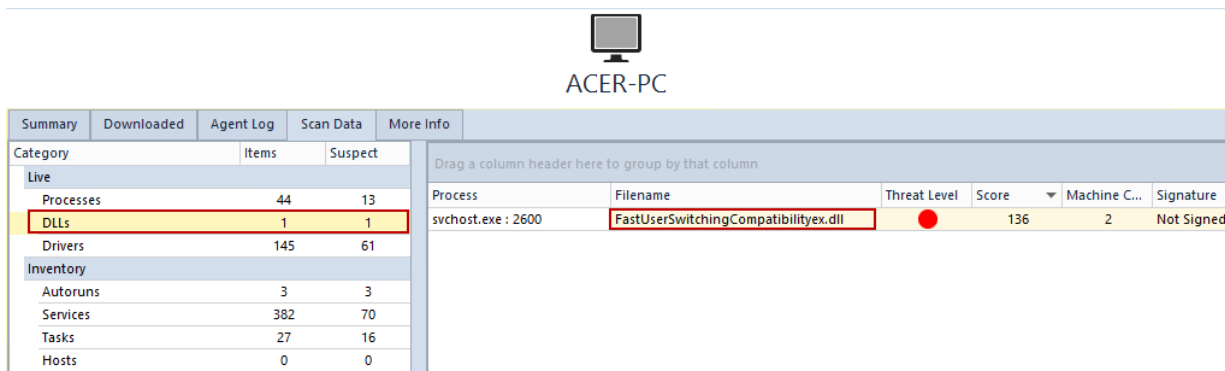 ACER-PC
Summary Downloaded Agent Log Scan Data More Info
Category Items Suspect
Live
Processes 44 13
DLLs 1 1
Drivers 145 61
Inventory
Autoruns 3 3
Services 382 70
Tasks 27 16
Hosts 0 0
Drag a column header here to group by that column
Process Filename Threat Level Score Machine C... Signature
svchost.exe : 2600 FastUserSwitchingCompatibilityex.dll 136 2 Not Signed